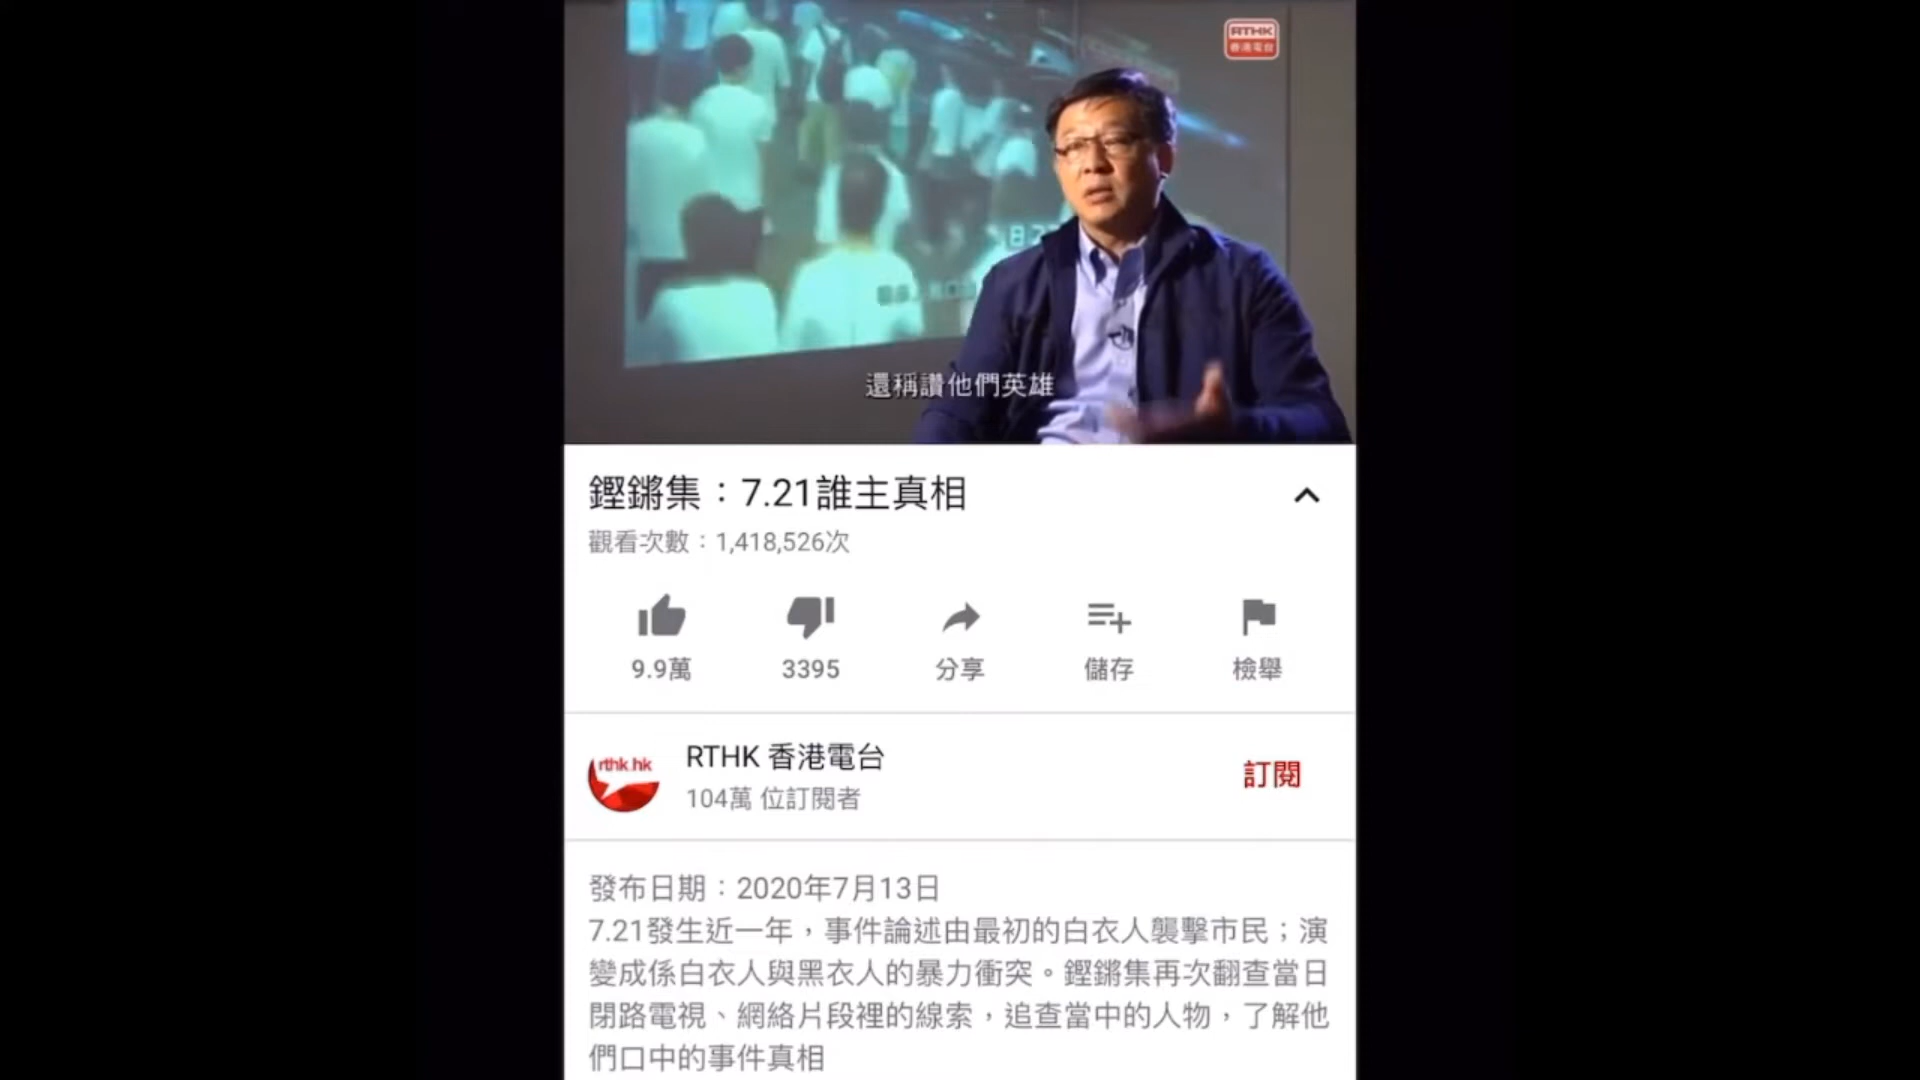 RTHK
香港電台
還稱讚他們英雄
鏗鏘集：7.21誰主真相
觀看次數：1,418,526次
9.9萬
3395
分享
儲存
檢舉
rthk.hk
RTHK 香港電台
104萬 位訂閱者
訂閱
發布日期：2020年7月13日
7.21發生近一年，事件論述由最初的白衣人襲擊市民；演
變成係白衣人與黑衣人的暴力衝突。鏗鏘集再次翻查當日
閉路電視、網絡片段裡的線索，追查當中的人物，了解他
們口中的事件真相